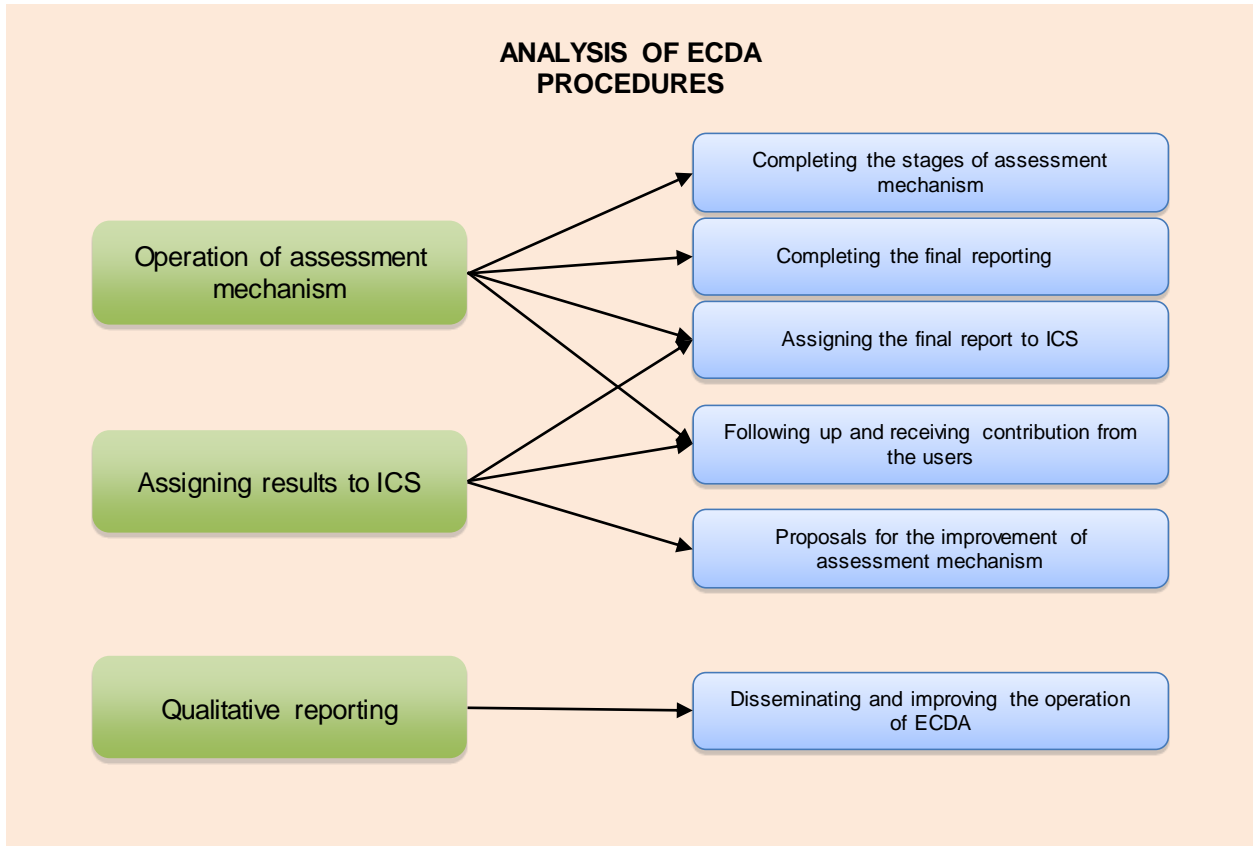 ANALYSIS OF ECDA
PROCEDURES
Operation of assessment
mechanism
Assigning results to ICS
Qualitative reporting
Completing the stages of assessment
mechanism
Completing the final reporting
Assigning the final report to ICS
Following up and receiving contribution from
the users
Proposals for the improvement of
assessment mechanism
Disseminating and improving the operation
of ECDA